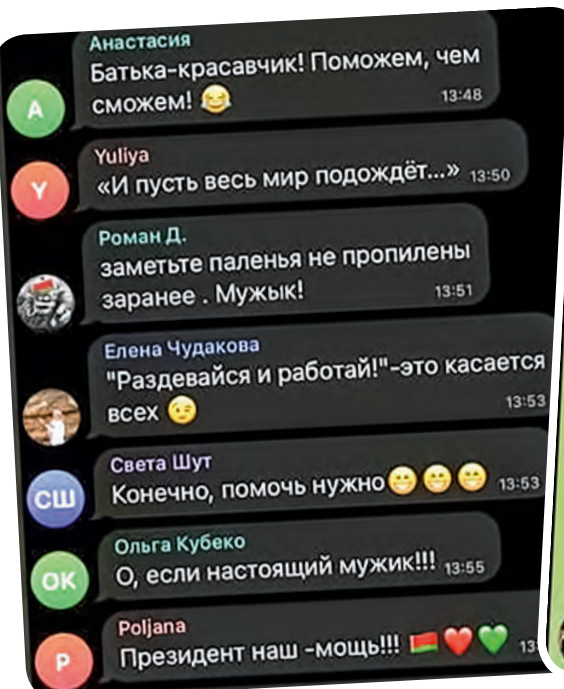 Анастасия
Батька-красавчик! Поможем, чем
сможем! 😂 13:48
A
Yuliya
«И пусть весь мир подождёт...» 13:50
Y
Роман Д.
заметьте паленья не пропилены
заранее . Мужык! 13:51
Елена Чудакова
"Раздевайся и работай!"-это касается
всех 😉 13:53
Света Шут
Конечно, помочь нужно😁😁😁 13:53
СШ
Ольга Кубеко
О, если настоящий мужик!!! 13:55
ОК
Poljana
Президент наш -мощь!!! 🇧🇾❤️💚 13:
P